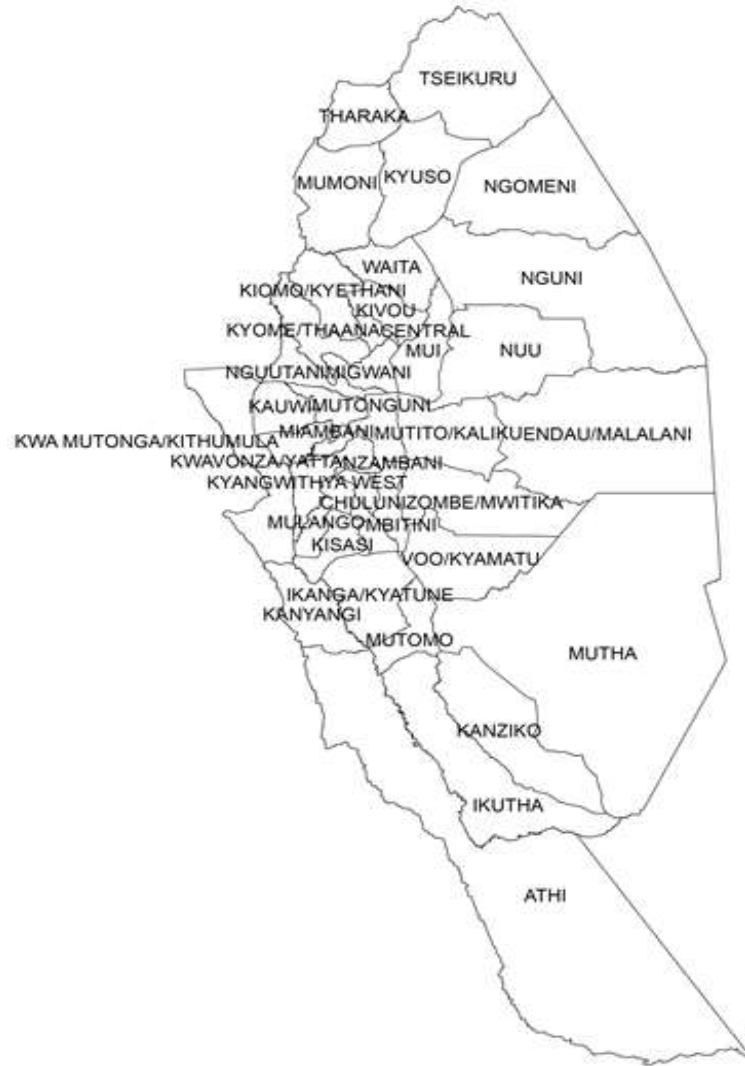 TSEIKURU
THARAKA
MUMONI
KYUSO
NGOMENI
WAITA
NGUNI
KIOMO/KYETHANI
KIVOU
KYOME/THAANA
CENTRAL
MUI
NUU
NGUUTANI
MIGWANI
KAUWI
MUTONGUNI
MIAMBANI
MUTITO/KALIKU
ENDAU/MALALANI
KWA MUTONGA/KITHUMULA
KWAVONZA/YATTA
NZAMBANI
KYANGWITHYA WEST
CHULUNI
ZOMBE/MWITIKA
MULANGO
MBITINI
KISASI
VOO/KYAMATU
IKANGA/KYATUNE
KANYANGI
MUTOMO
MUTHA
KANZIKO
IKUTHA
ATHI